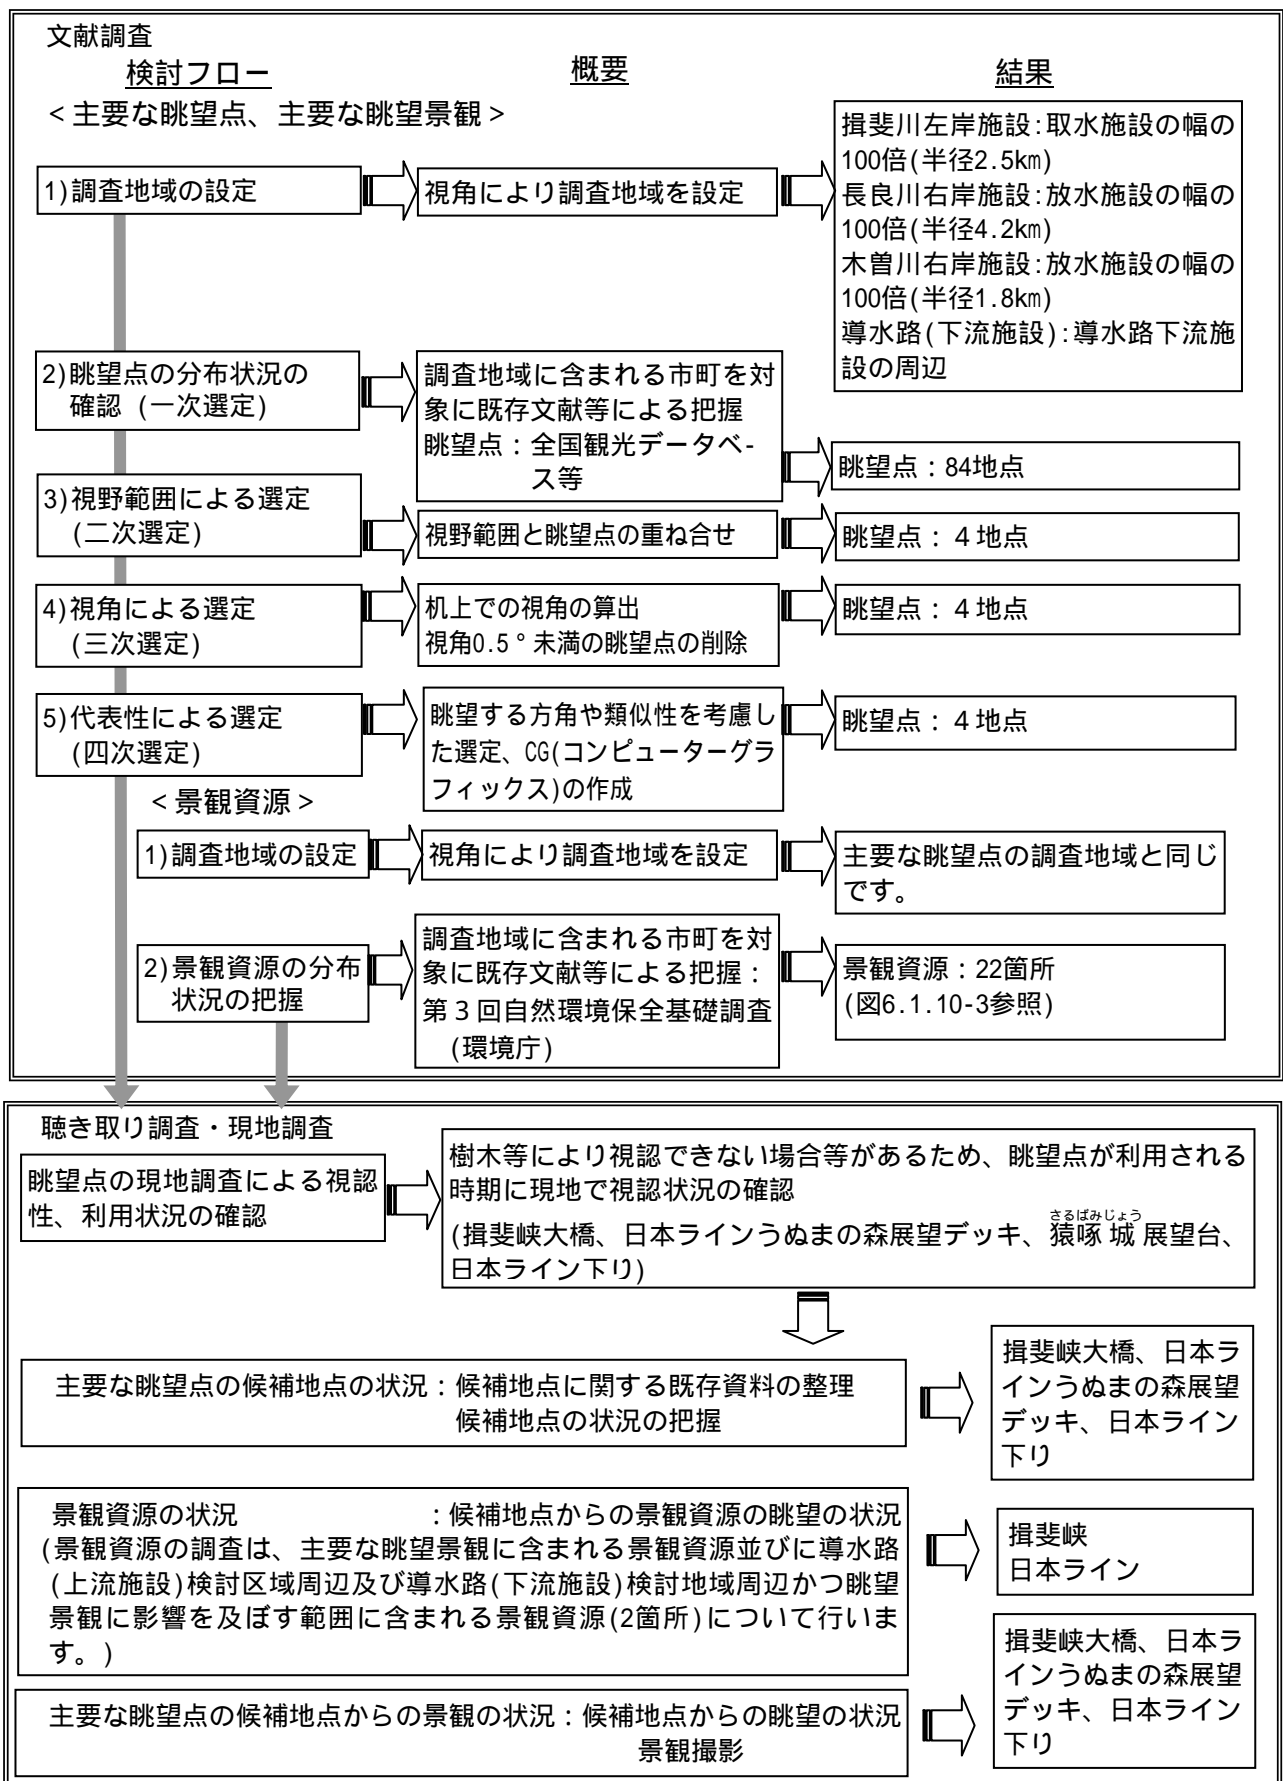 文献調査
検討フロー
概要
結果
<主要な眺望点、主要な眺望景観>
1)調査地域の設定
視角により調査地域を設定
揖斐川左岸施設:取水施設の幅の
100倍(半径2.5km)
長良川右岸施設:放水施設の幅の
100倍(半径4.2km)
木曽川右岸施設:放水施設の幅の
100倍(半径1.8km)
導水路(下流施設):導水路下流施
設の周辺
2)眺望点の分布状況の
確認 (一次選定)
調査地域に含まれる市町を対
象に既存文献等による把握
眺望点：全国観光データベ-
ス等
眺望点：84地点
3)視野範囲による選定
(二次選定)
視野範囲と眺望点の重ね合せ
眺望点：４地点
4)視角による選定
(三次選定)
机上での視角の算出
視角0.5°未満の眺望点の削除
眺望点：４地点
5)代表性による選定
(四次選定)
眺望する方角や類似性を考慮し
た選定、CG(コンピューターグラ
フィックス)の作成
眺望点：４地点
<景観資源>
1)調査地域の設定
視角により調査地域を設定
主要な眺望点の調査地域と同じ
です。
2)景観資源の分布
状況の把握
調査地域に含まれる市町を対
象に既存文献等による把握：
第３回自然環境保全基礎調査
(環境庁)
景観資源：22箇所
(図6.1.10-3参照)
聴き取り調査・現地調査
眺望点の現地調査による視認
性、利用状況の確認
樹木等により視認できない場合等があるため、眺望点が利用される
時期に現地で視認状況の確認
さるばみじょう
(揖斐峡大橋、日本ラインうぬまの森展望デッキ、猿啄城展望台、
日本ライン下り)
主要な眺望点の候補地点の状況：候補地点に関する既存資料の整理
候補地点の状況の把握
揖斐峡大橋、日本ラ
インうぬまの森展望
デッキ、日本ライン
下り
景観資源の状況 ：候補地点からの景観資源の眺望の状況
(景観資源の調査は、主要な眺望景観に含まれる景観資源並びに導水路
(上流施設)検討区域周辺及び導水路(下流施設)検討地域周辺かつ眺望
景観に影響を及ぼす範囲に含まれる景観資源(2箇所)について行いま
す。)
揖斐峡
日本ライン
主要な眺望点の候補地点からの景観の状況：候補地点からの眺望の状況
景観撮影
揖斐峡大橋、日本ラ
インうぬまの森展望
デッキ、日本ライン
下り